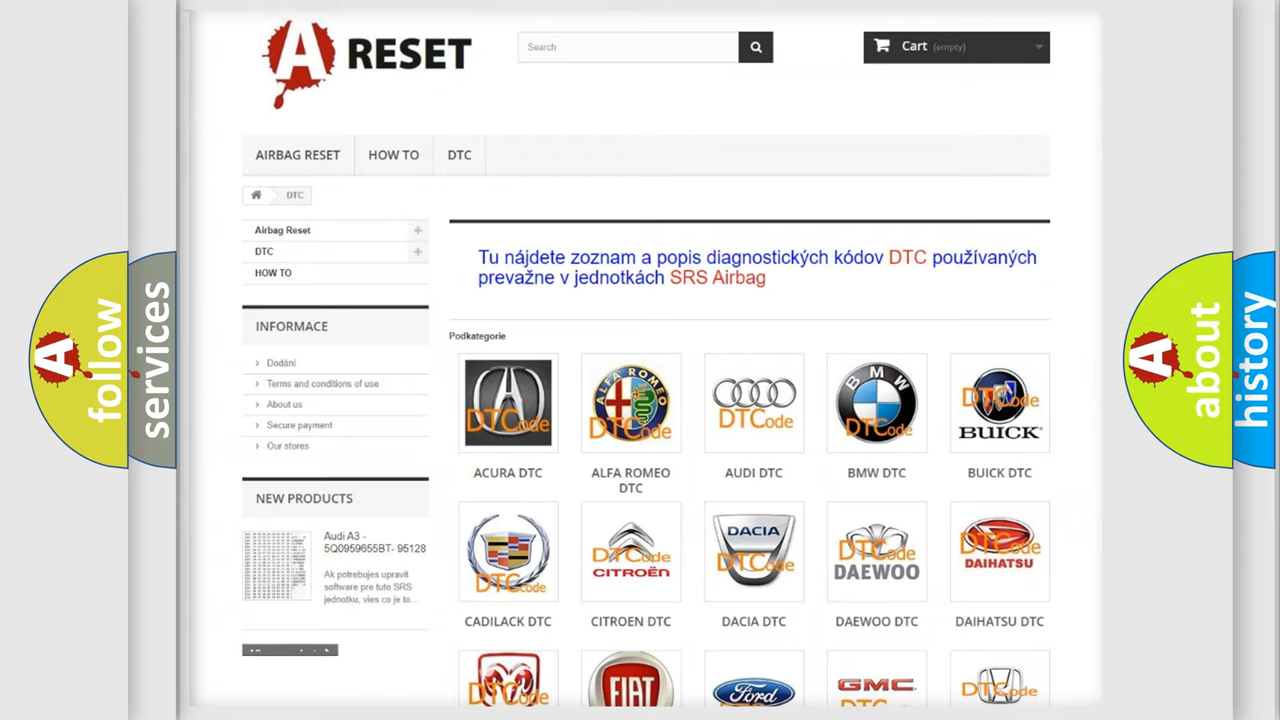 A RESET
Search
Cart (empty)
AIRBAG RESET
HOW TO
DTC
DTC
Airbag Reset
DTC
HOW TO
Tu nájdete zoznam a popis diagnostických kódov DTC používaných
prevažne v jednotkách SRS Airbag
INFORMACE
Dodání
Terms and conditions of use
About us
Secure payment
Our stores
NEW PRODUCTS
Audi A3 -
5Q0959655BT- 95128
Ak potrebujes upravit
software pre tuto SRS
jednotku, vies co je to...
Podkategorie
DTCode
ALFA ROMEO
DTCode
DTCode
BMW
DTCode
DTCode
BUICK
ACURA DTC
ALFA ROMEO
DTC
AUDI DTC
BMW DTC
BUICK DTC
DTCode
DTCode
CITROËN
DACIA
DTCode
DTCode
DAEWOO
DTCode
DAIHATSU
CADILACK DTC
CITROEN DTC
DACIA DTC
DAEWOO DTC
DAIHATSU DTC
DTCode
FIAT
Ford
GMC
DTCode
A follow
services
A about
history